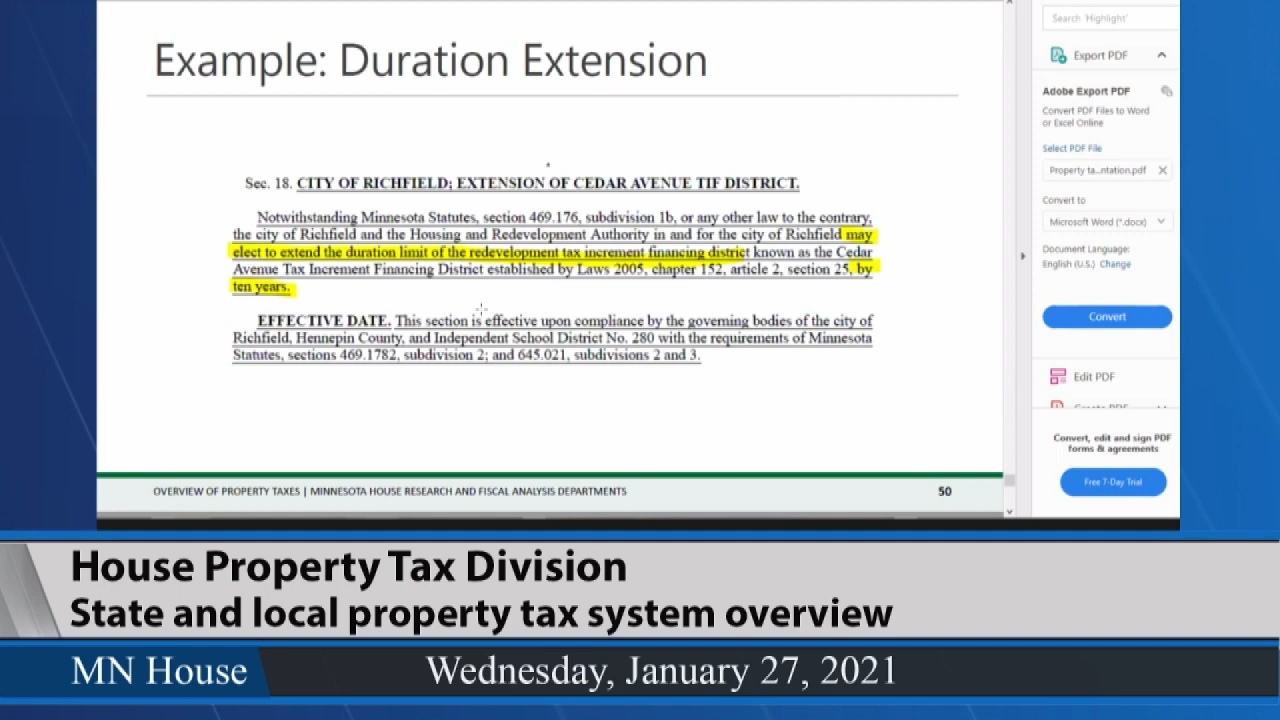 Example: Duration Extension
Sec. 18. CITY OF RICHFIELD; EXTENSION OF CEDAR AVENUE TIF DISTRICT.
Notwithstanding Minnesota Statutes, section 469.176, subdivision 1b, or any other law to the contrary,
the city of Richfield and the Housing and Redevelopment Authority in and for the city of Richfield may
elect to extend the duration limit of the redevelopment tax increment financing district known as the Cedar
Avenue Tax Increment Financing District established by Laws 2005, chapter 152, article 2, section 25, by
ten years.
EFFECTIVE DATE. This section is effective upon compliance by the governing bodies of the city of
Richfield, Hennepin County, and Independent School District No. 280 with the requirements of Minnesota
Statutes, sections 469.1782, subdivision 2; and 645.021, subdivisions 2 and 3.
OVERVIEW OF PROPERTY TAXES | MINNESOTA HOUSE RESEARCH AND FISCAL ANALYSIS DEPARTMENTS
50
Search 'Highlight'
Export PDF
Adobe Export PDF
Convert PDF Files to Word
or Excel Online
Select PDF File
Property ta...ntation.pdf
Convert to
Microsoft Word (*.docx)
Document Language:
English (U.S.) Change
Convert
Edit PDF
Create PDF
Convert, edit and sign PDF
forms & agreements
Free 7-Day Trial
House Property Tax Division
State and local property tax system overview
MN House
Wednesday, January 27, 2021